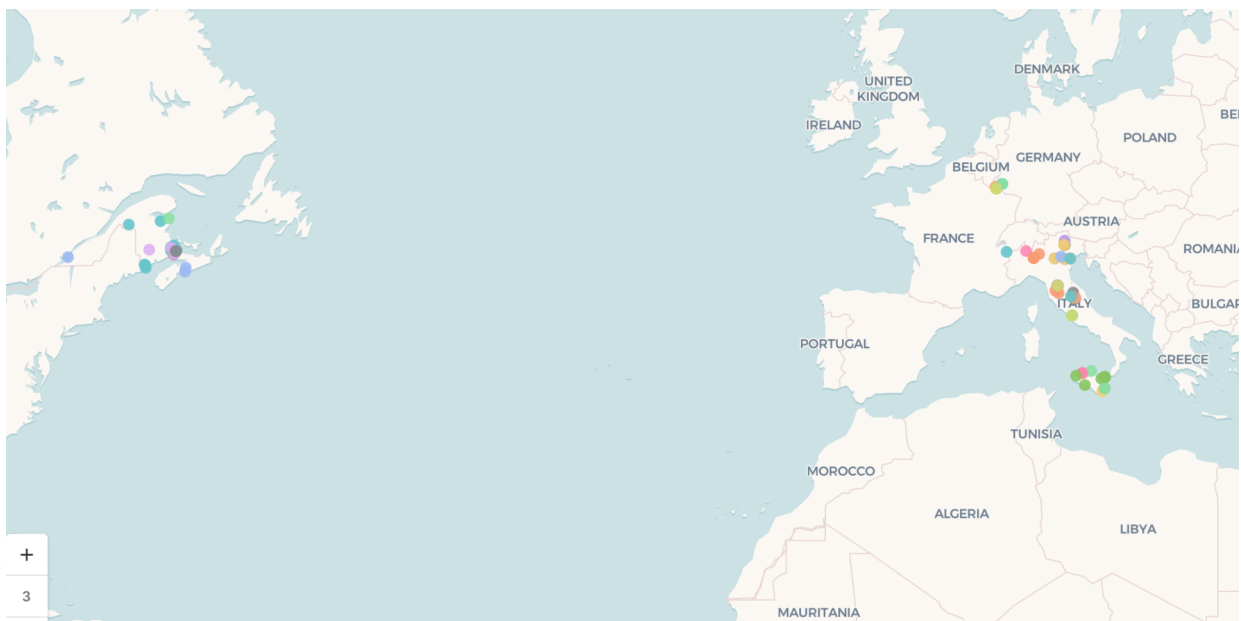 DENMARK
UNITED
KINGDOM
IRELAND
BE
POLAND
GERMANY
BELGIUM
AUSTRIA
FRANCE
ROMANIA
ITALY
BULGAR
PORTUGAL
GREECE
TUNISIA
MOROCCO
ALGERIA
LIBYA
+
3
MAURITANIA